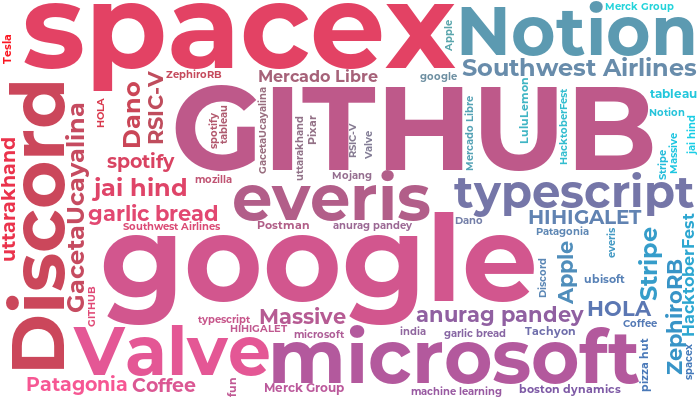 spacex
Notion
Merck Group
Apple
Tesla
Southwest Airlines
ZephiroRB
Mercado Libre
google
Discord
HOLA
Dano
RSIC-V
GITHUB
tableau
Notion
GacetaUcayalina
spotify
tableau
GacetaUcayalina
uttarakhand
Pixar
RSIC-V
Valve
Mercado Libre
LuluLemon
HacktoberFest
Stripe
Massive
jai hind
uttarakhand
spotify
mozilla
Mojang
jai hind
everis
typescript
garlic bread
Southwest Airlines
Postman
anurag pandey
Dano
HIHIGALET
Patagonia
everis
google
Discord
Apple
ubisoft
Stripe
ZephiroRB
HacktoberFest
GITHUB
typescript
Massive
anurag pandey
HOLA
Coffee
HIHIGALET
microsoft
india
garlic bread
Tachyon
Valve
microsoft
pizza hut
spacex
Patagonia
Coffee
fun
Merck Group
machine learning
boston dynamics